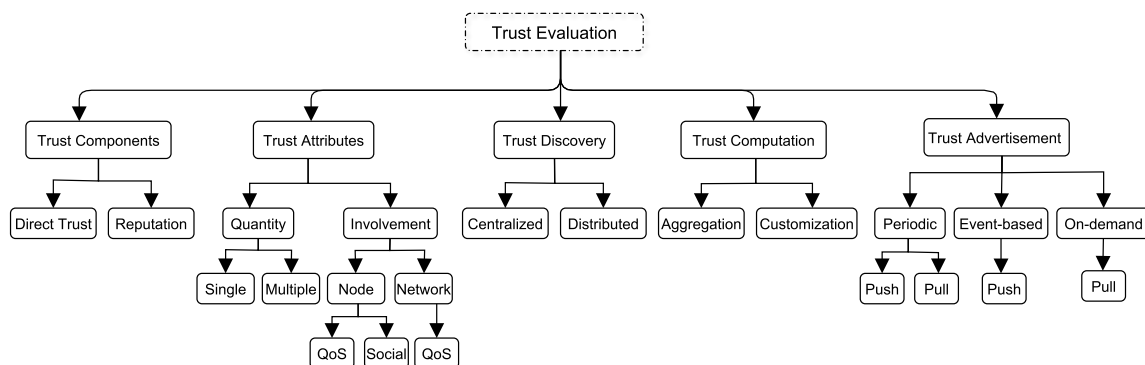 Trust Evaluation
Trust Components
Trust Attributes
Trust Discovery
Trust Computation
Trust Advertisement
Direct Trust
Reputation
Quantity
Involvement
Centralized
Distributed
Aggregation
Customization
Periodic
Event-based
On-demand
Single
Multiple
Node
Network
Push
Pull
Push
Pull
QoS
Social
QoS